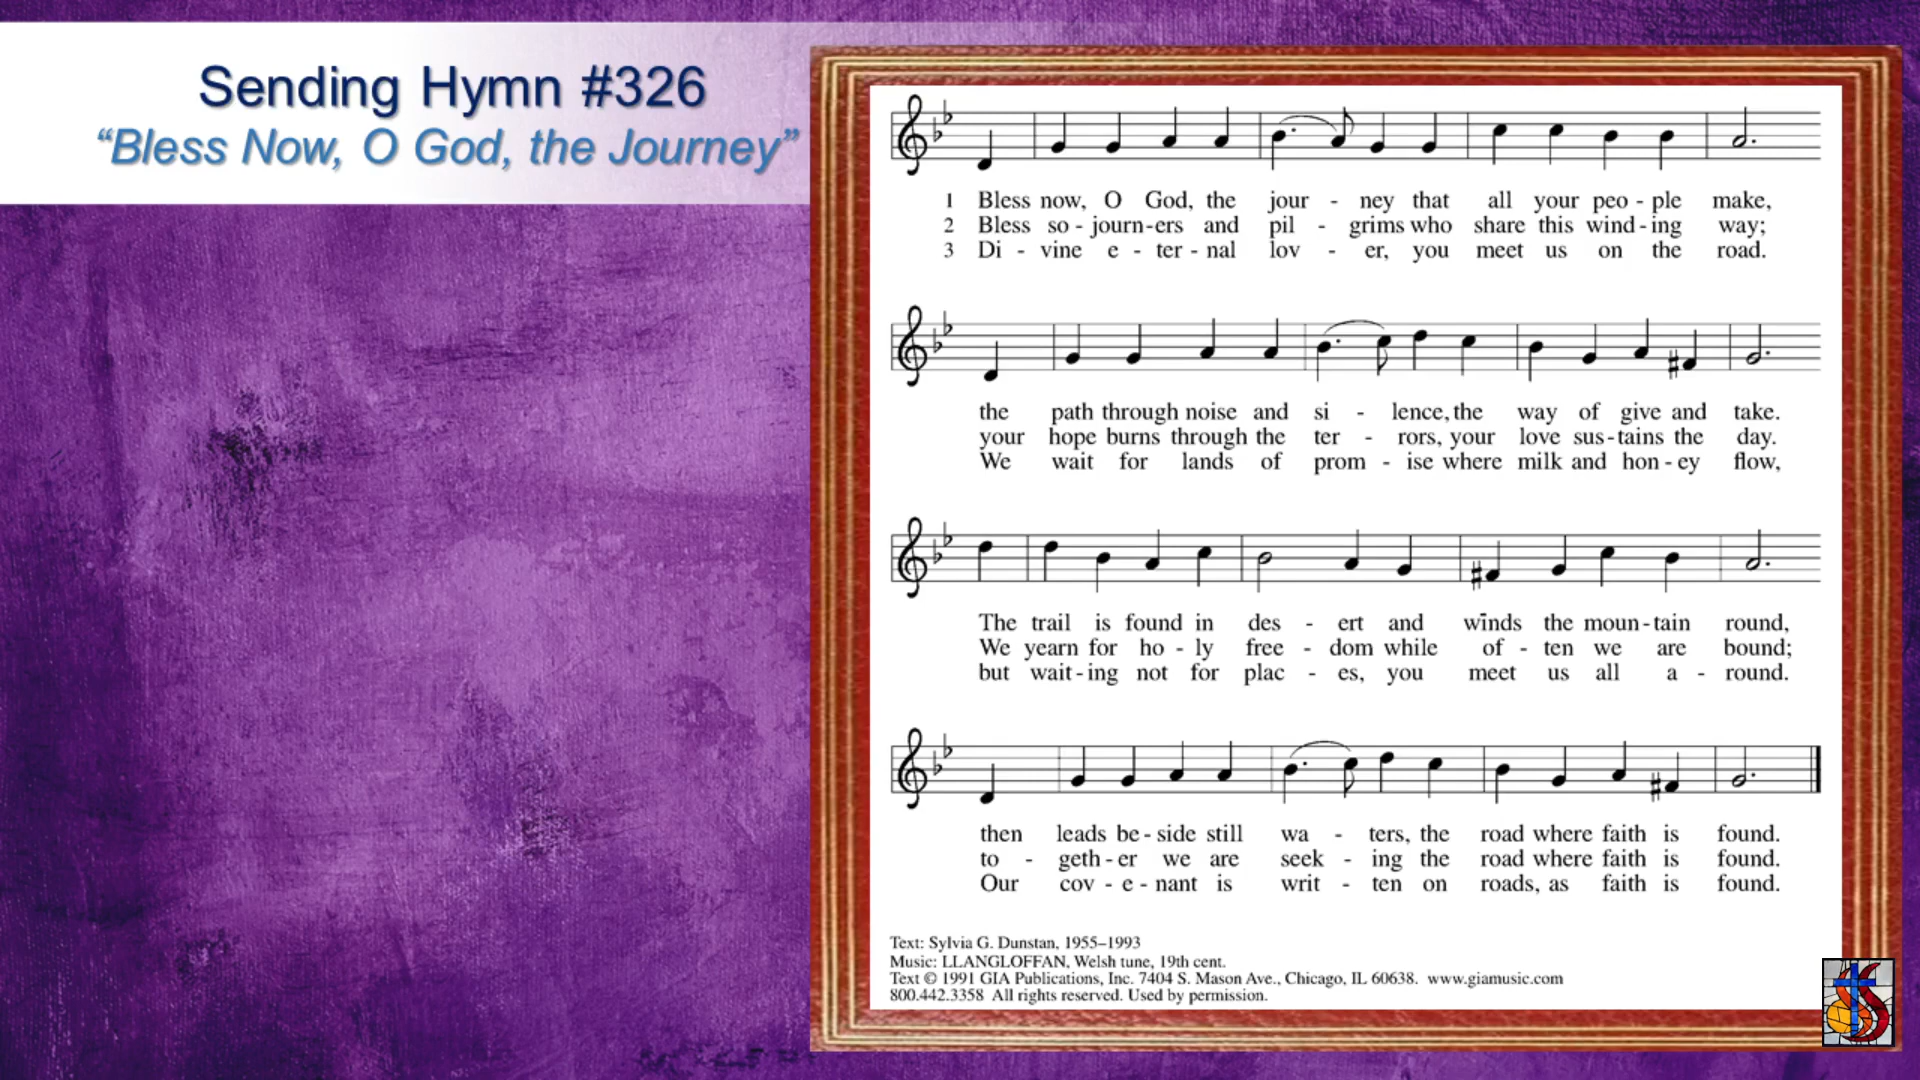 Sending Hymn #326
“Bless Now, O God, the Journey”
1 Bless now, O God, the jour - ney that all your peo - ple make,
2 Bless so - journ - ers and pil - grims who share this wind - ing way;
3 Di - vine e - ter - nal lov - er, you meet us on the road.
the path through noise and si - lence, the way of give and take.
your hope burns through the ter - rors, your love sus - tains the day.
We wait for lands of prom - ise where milk and hon - ey flow,
The trail is found in des - ert and winds the moun - tain round,
We yearn for ho - ly free - dom while of - ten we are bound;
but wait - ing not for plac - es, you meet us all a - round.
then leads be - side still wa - ters, the road where faith is found.
to - geth - er we are seek - ing the road where faith is found.
Our cov - e - nant is writ - ten on roads, as faith is found.
Text: Sylvia G. Dunstan, 1955–1993
Music: LLANGLOFFAN, Welsh tune, 19th cent.
Text © 1991 GIA Publications, Inc. 7404 S. Mason Ave., Chicago, IL 60638. www.giamusic.com
800.442.3358 All rights reserved. Used by permission.